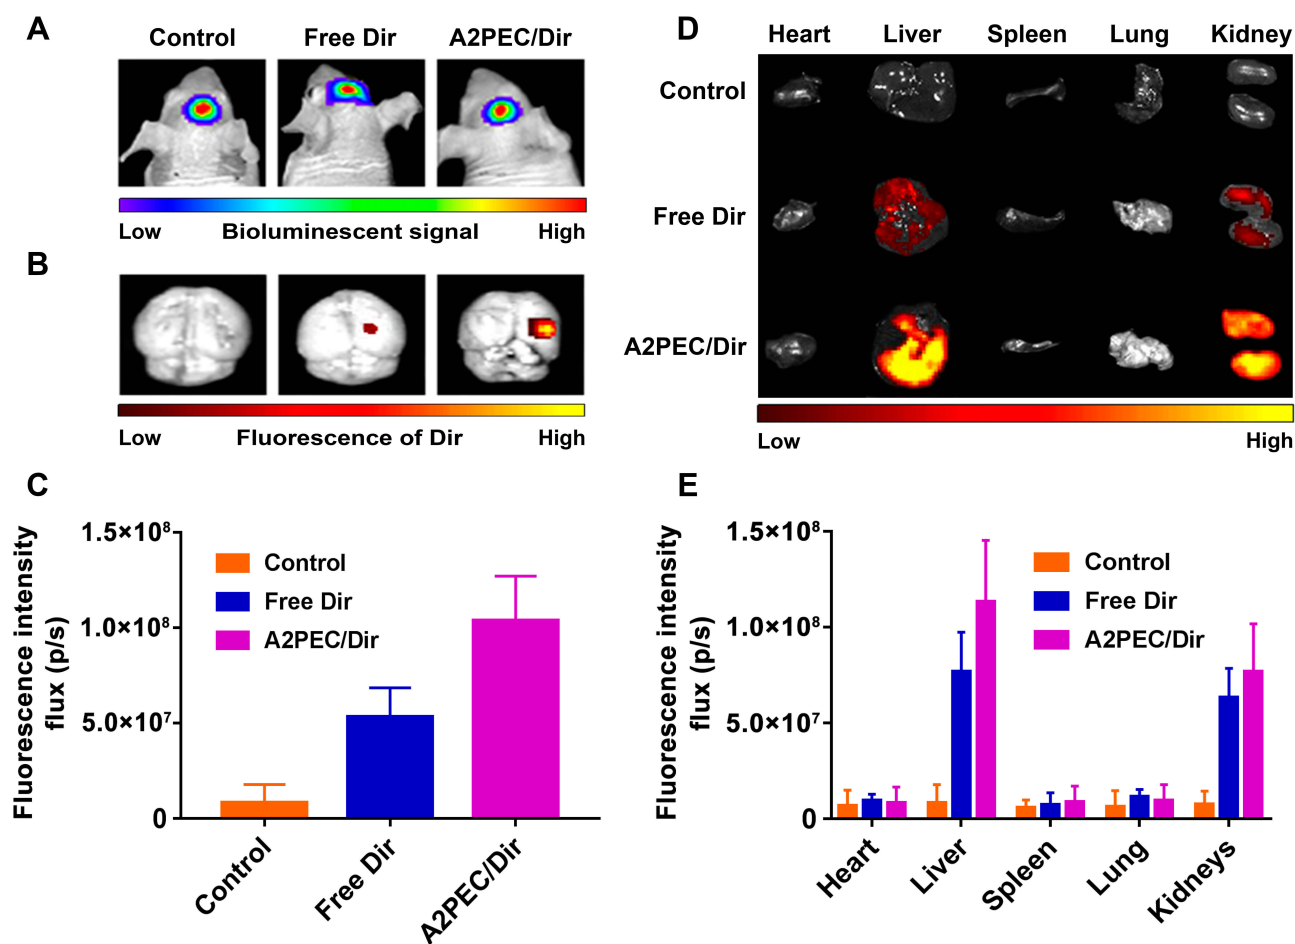 A
Control Free Dir A2PEC/Dir
Low Bioluminescent signal High
B
Low Fluorescence of Dir High
C
Fluorescence intensity
flux (p/s)
1.5×10⁸
1.0×10⁸
5.0×10⁷
0
Control
Free Dir
A2PEC/Dir
Control Free Dir A2PEC/Dir
D
Heart Liver Spleen Lung Kidney
Control
Free Dir
A2PEC/Dir
Low High
E
Fluorescence intensity
flux (p/s)
1.5×10⁸
1.0×10⁸
5.0×10⁷
0
Control
Free Dir
A2PEC/Dir
Heart Liver Spleen Lung Kidneys